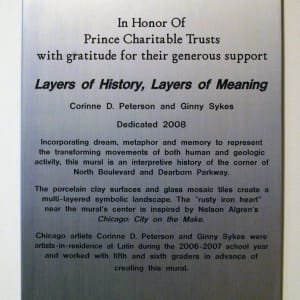 In Honor Of
Prince Charitable Trusts
with gratitude for their generous support
Layers of History, Layers of Meaning
Corinne D. Peterson and Ginny Sykes
Dedicated 2008
Incorporating dream, metaphor and memory to represent
the transforming movements of both human and geologic
activity, this mural is an interpretive history of the corner of
North Boulevard and Dearborn Parkway.
The porcelain clay surfaces and glass mosaic tiles create a
multi-layered symbolic landscape. The "rusty iron heart"
near the mural's center is inspired by Nelson Algren's
Chicago: City on the Make.
Chicago artists Corinne D. Peterson and Ginny Sykes were
artists-in-residence at Latin during the 2006-2007 school year
and worked with fifth and sixth graders in advance of
creating this mural.